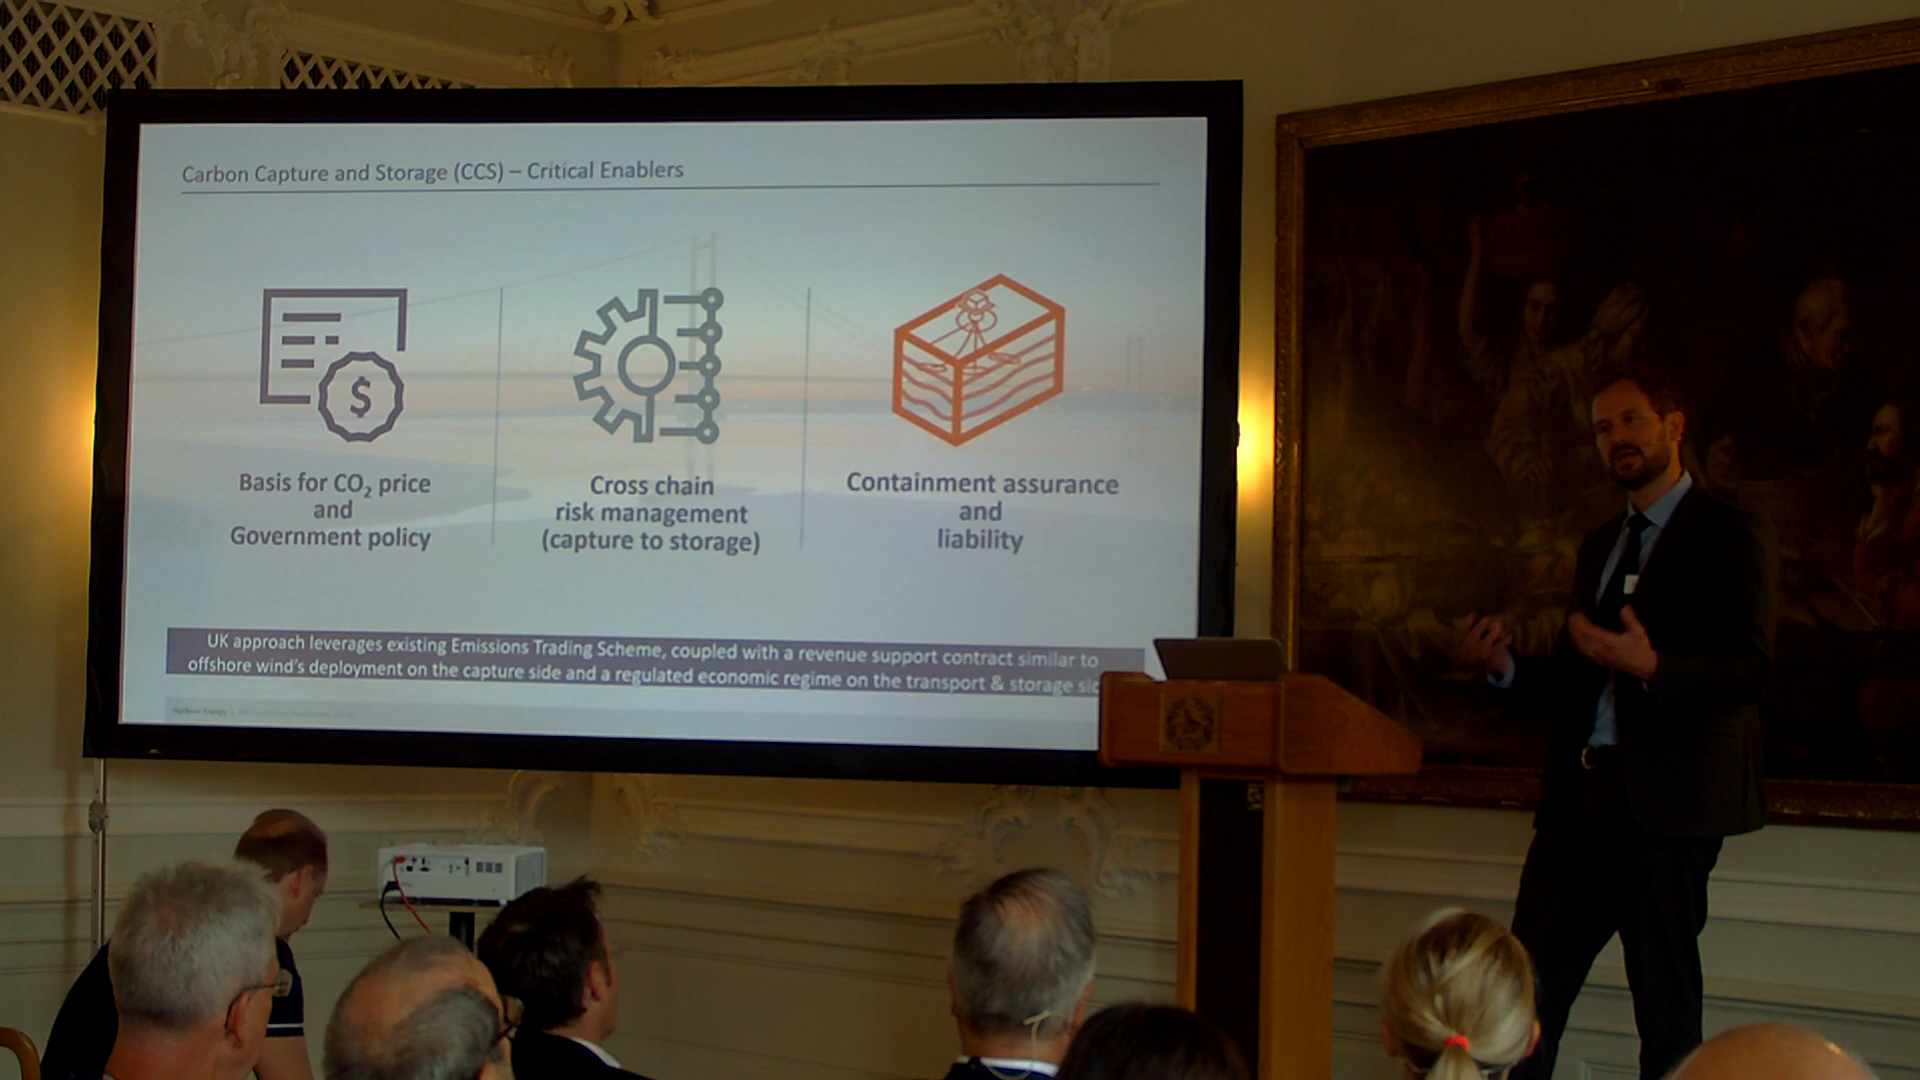 Carbon Capture and Storage (CCS) – Critical Enablers
$
Basis for CO₂ price
and
Government policy
Cross chain
risk management
(capture to storage)
Containment assurance
and
liability
UK approach leverages existing Emissions Trading Scheme, coupled with a revenue support contract similar to
offshore wind's deployment on the capture side and a regulated economic regime on the transport & storage
Harbour Energy